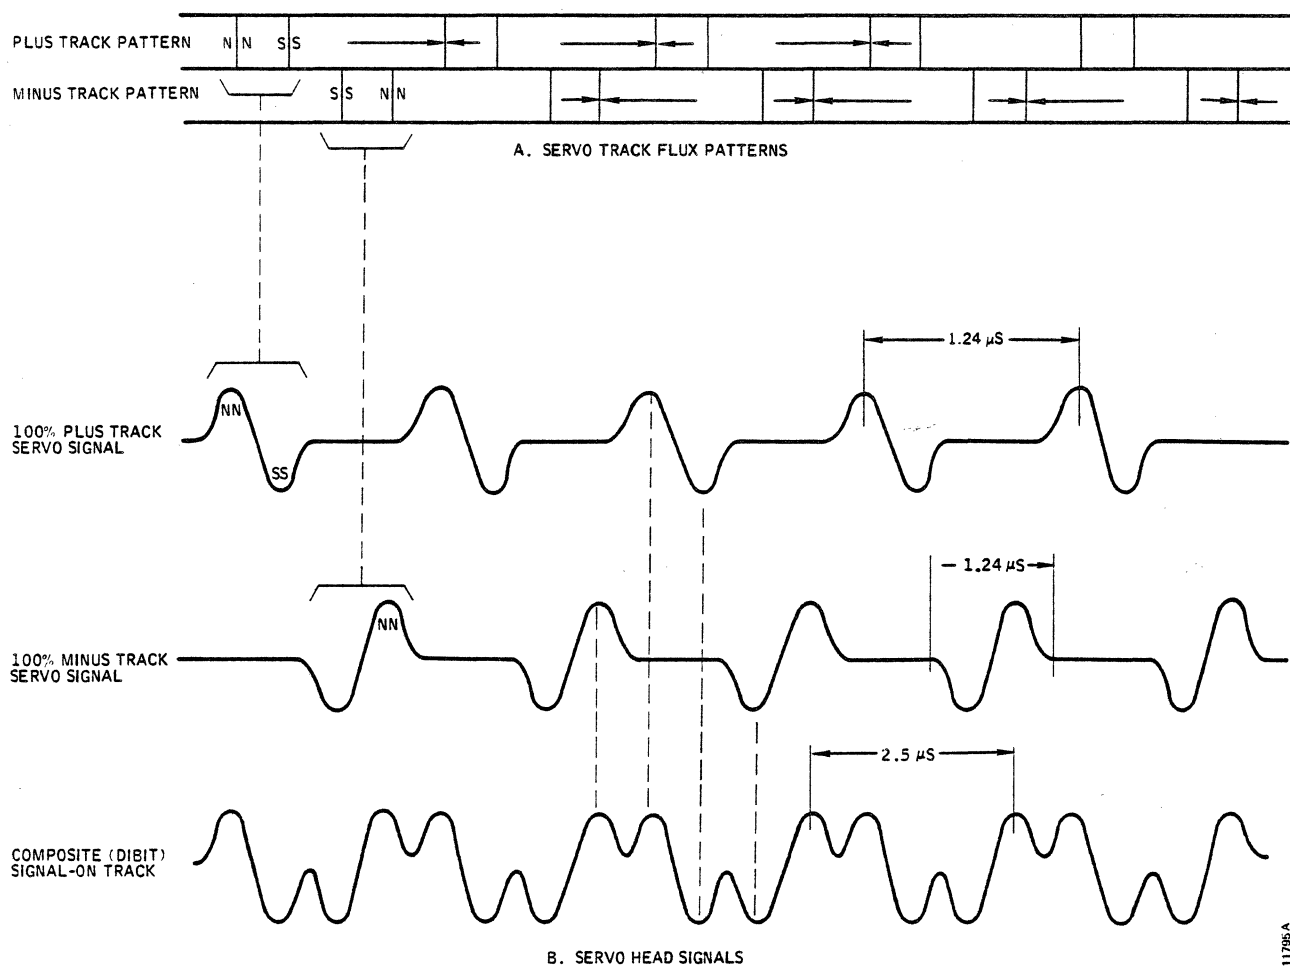 PLUS TRACK PATTERN N N S S
MINUS TRACK PATTERN S S N N
A. SERVO TRACK FLUX PATTERNS
1.24 µS
NN
100% PLUS TRACK
SERVO SIGNAL
SS
1.24 µS
NN
100% MINUS TRACK
SERVO SIGNAL
2.5 µS
COMPOSITE (DIBIT)
SIGNAL-ON TRACK
B. SERVO HEAD SIGNALS
11795A